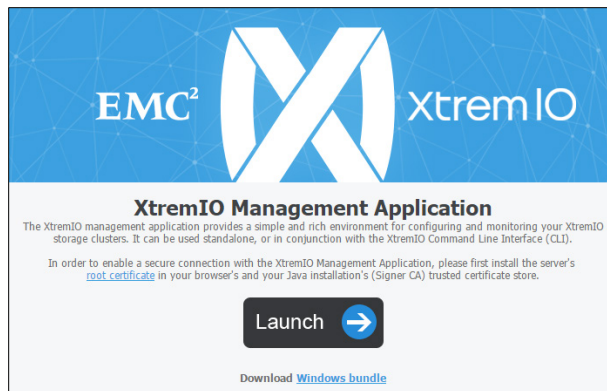 EMC²
XtremIO
XtremIO Management Application
The XtremIO management application provides a simple and rich environment for configuring and monitoring your XtremIO
storage clusters. It can be used standalone, or in conjunction with the XtremIO Command Line Interface (CLI).
In order to enable a secure connection with the XtremIO Management Application, please first install the server's
root certificate in your browser's and your Java installation's (Signer CA) trusted certificate store.
Launch
Download Windows bundle